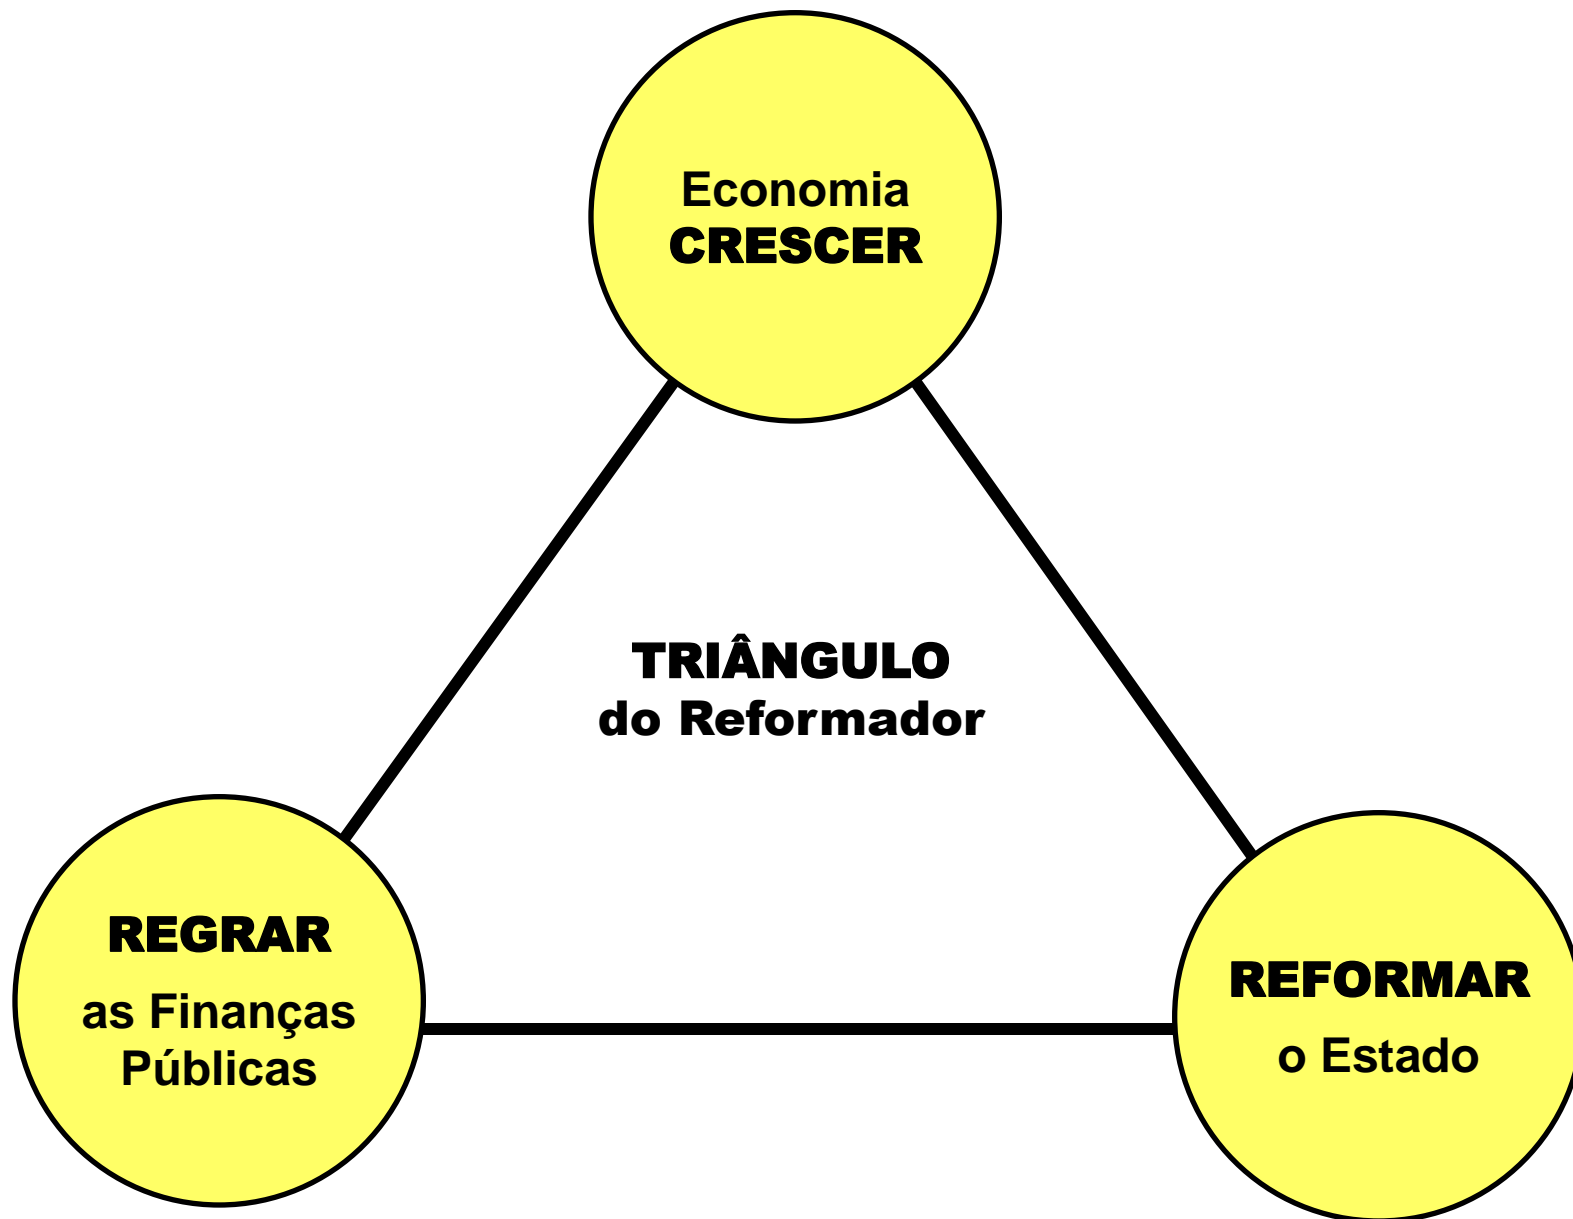 Economia
CRESCER
TRIÂNGULO
do Reformador
REGRAR
as Finanças
Públicas
REFORMAR
o Estado